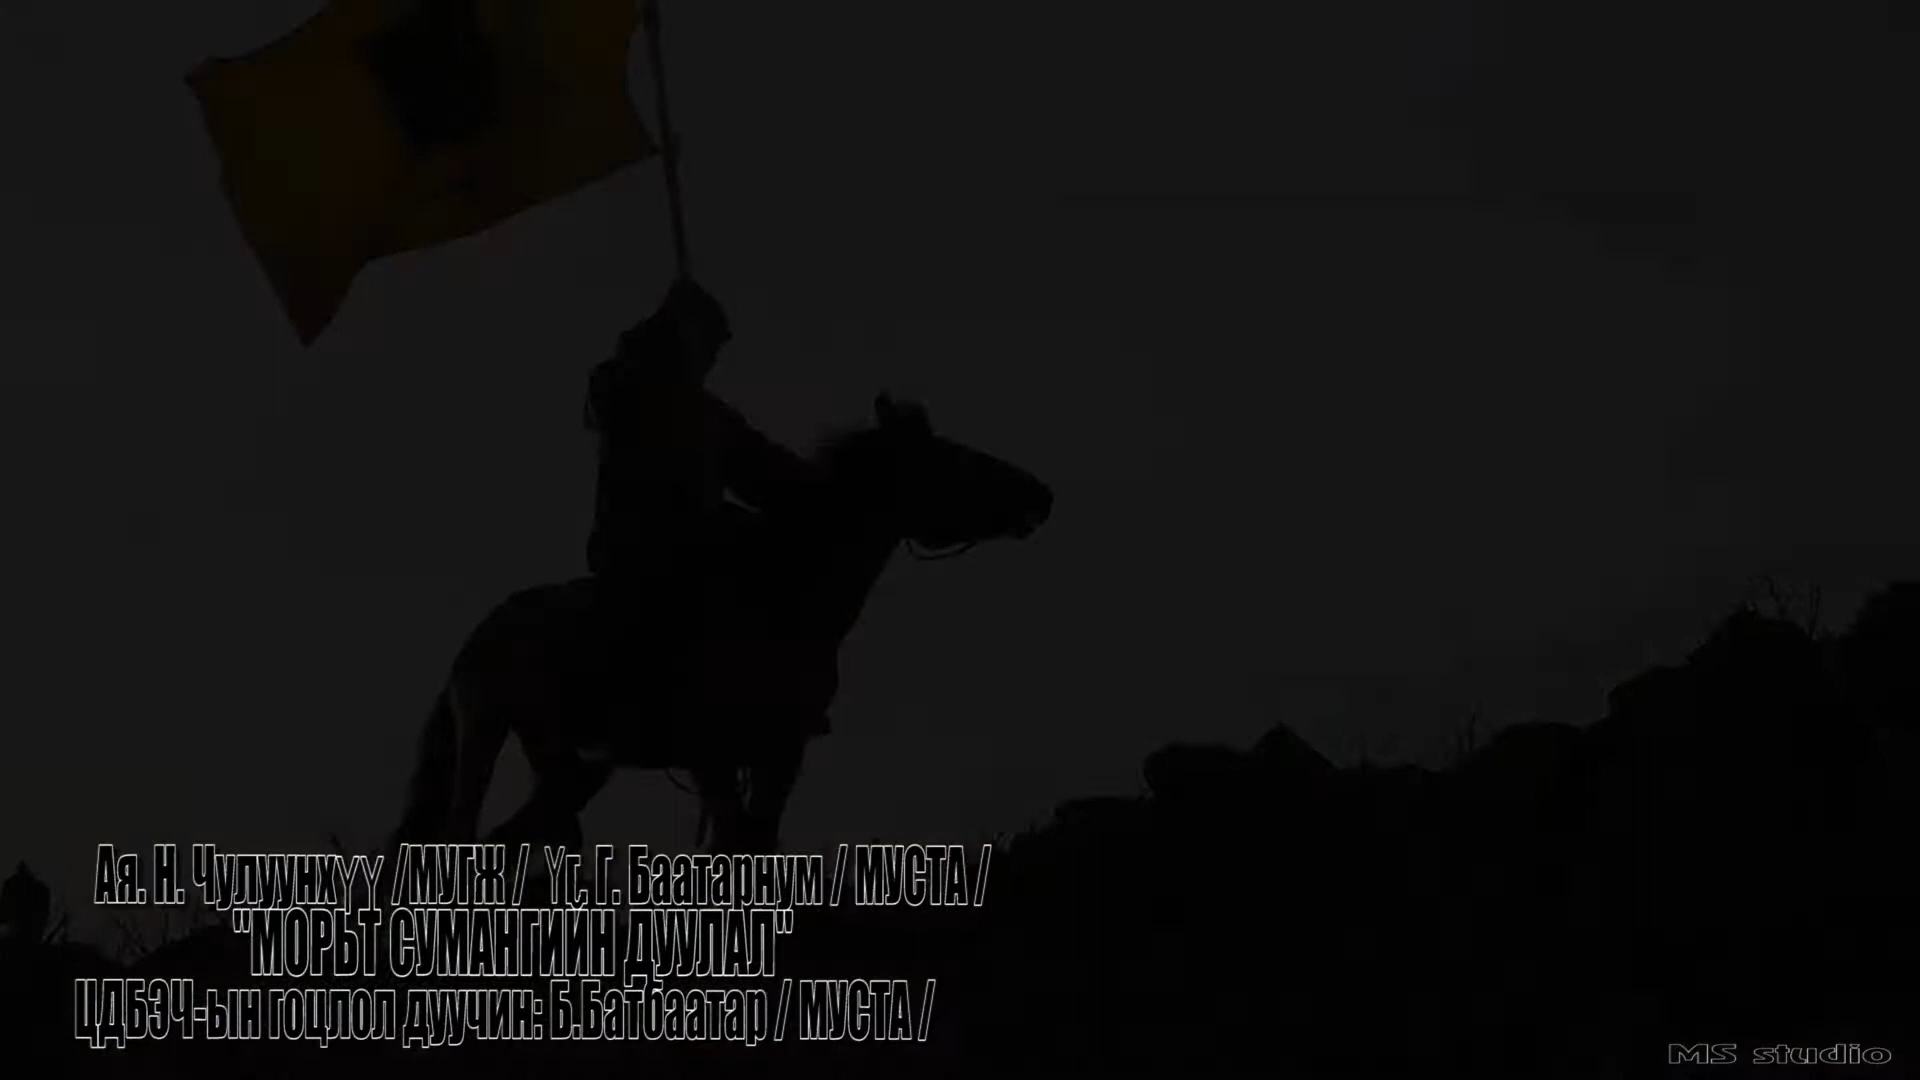 Ая. Н. Чулуунхүү /МУГЖ / Үг. Г. Баатарнум / МУСТА /
"МОРЬТ СУМАНГИЙН ДУУЛАЛ"
ЦДБЭЧ-ын гоцлол дуучин: Б.Батбаатар / МУСТА /
MS studio